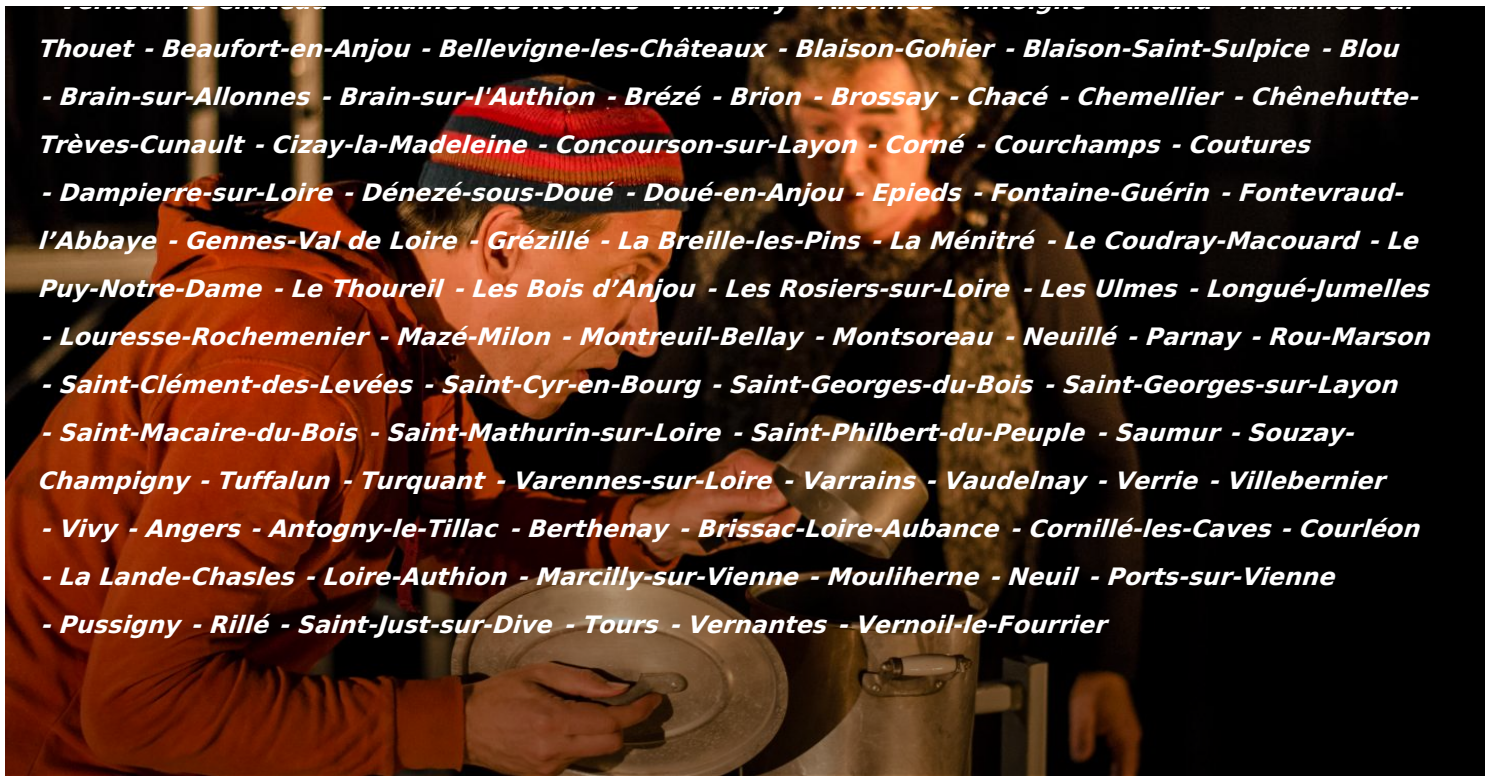 Thouet - Beaufort-en-Anjou - Bellevigne-les-Châteaux - Blaison-Gohier - Blaison-Saint-Sulpice - Blou
- Brain-sur-Allonnes - Brain-sur-l'Authion - Brézé - Brion - Brossay - Chacé - Chemellier - Chênehutte-
Trèves-Cunault - Cizay-la-Madeleine - Concourson-sur-Layon - Corné - Courchamps - Coutures
- Dampierre-sur-Loire - Dénezé-sous-Doué - Doué-en-Anjou - Epieds - Fontaine-Guérin - Fontevraud-
l’Abbaye - Gennes-Val de Loire - Grézillé - La Breille-les-Pins - La Ménitré - Le Coudray-Macouard - Le
Puy-Notre-Dame - Le Thoureil - Les Bois d’Anjou - Les Rosiers-sur-Loire - Les Ulmes - Longué-Jumelles
- Louresse-Rochemenier - Mazé-Milon - Montreuil-Bellay - Montsoreau - Neuillé - Parnay - Rou-Marson
- Saint-Clément-des-Levées - Saint-Cyr-en-Bourg - Saint-Georges-du-Bois - Saint-Georges-sur-Layon
- Saint-Macaire-du-Bois - Saint-Mathurin-sur-Loire - Saint-Philbert-du-Peuple - Saumur - Souzay-
Champigny - Tuffalun - Turquant - Varennes-sur-Loire - Varrains - Vaudelnay - Verrie - Villebernier
- Vivy - Angers - Antogny-le-Tillac - Berthenay - Brissac-Loire-Aubance - Cornillé-les-Caves - Courléon
- La Lande-Chasles - Loire-Authion - Marcilly-sur-Vienne - Mouliherne - Neuil - Ports-sur-Vienne
- Pussigny - Rillé - Saint-Just-sur-Dive - Tours - Vernantes - Vernoil-le-Fourrier